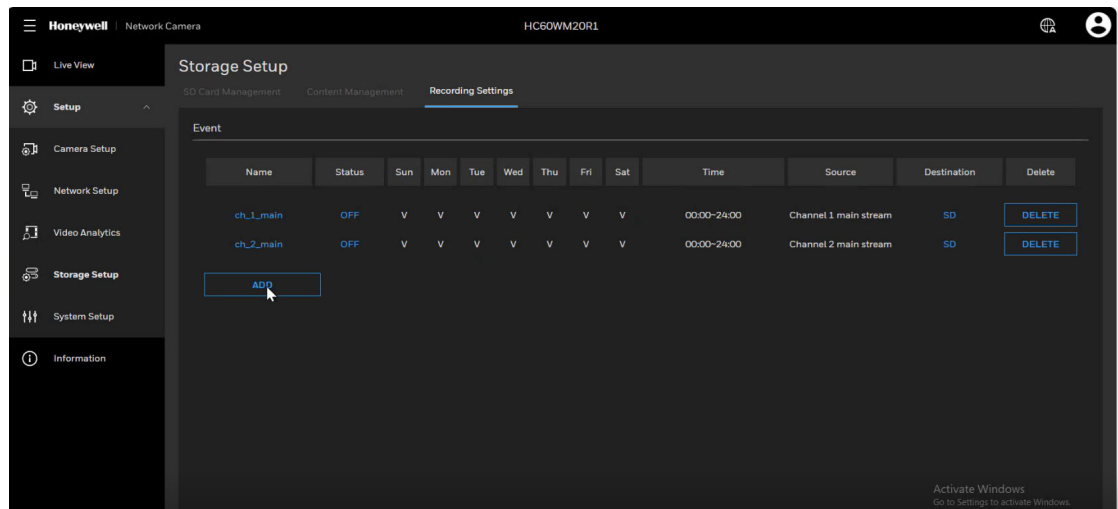 Honeywell | Network Camera
HC60WM20R1
Live View
Setup
Camera Setup
Network Setup
Video Analytics
Storage Setup
System Setup
Information
Storage Setup
SD Card Management Content Management Recording Settings
Event
Name Status Sun Mon Tue Wed Thu Fri Sat Time Source Destination Delete
ch_1_main OFF V V V V V V V 00:00~24:00 Channel 1 main stream SD DELETE
ch_2_main OFF V V V V V V V 00:00~24:00 Channel 2 main stream SD DELETE
ADD
Activate Windows
Go to Settings to activate Windows.